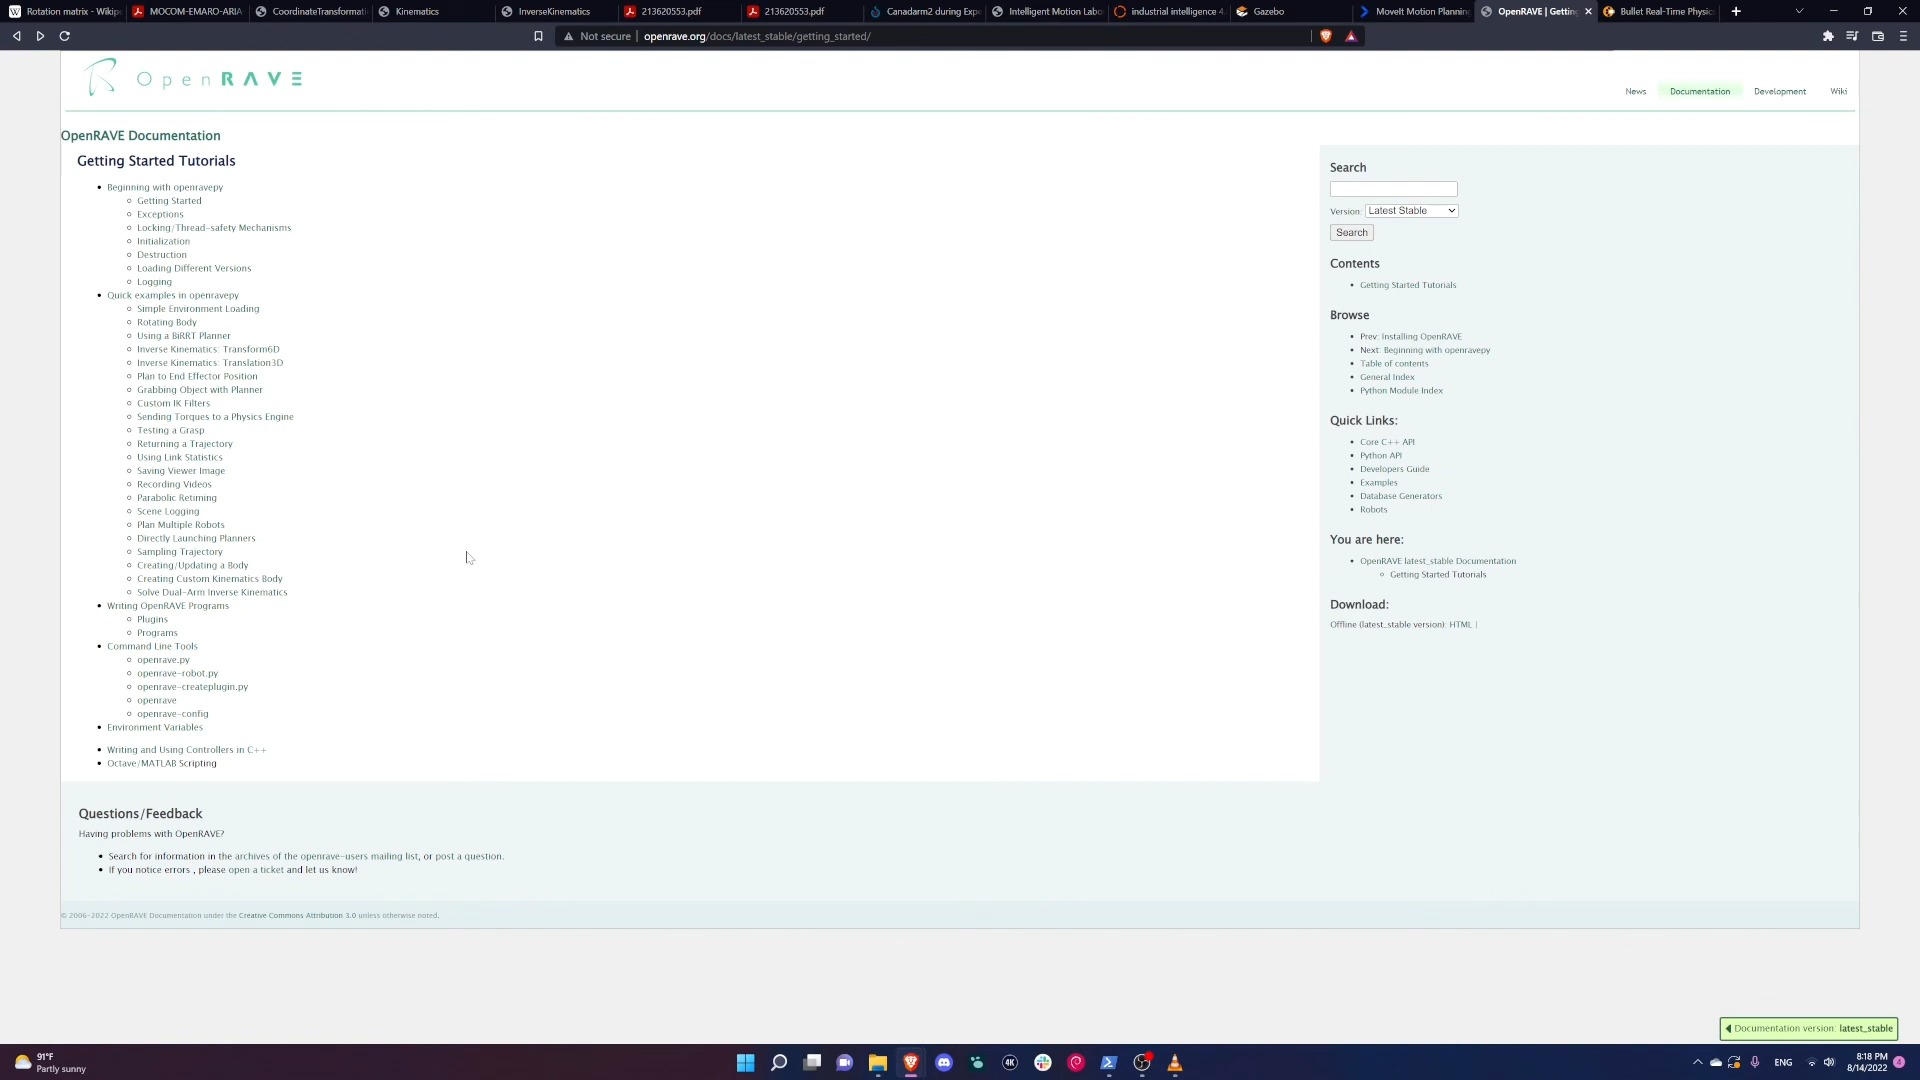 Rotation matrix - Wikip
MOCOM-EMARO-ARIA
CoordinateTransformati
Kinematics
InverseKinematics
213620553.pdf
213620553.pdf
Canadarm2 during Expe
Intelligent Motion Labo
industrial intelligence 4.
Gazebo
MoveIt Motion Planning
OpenRAVE | Getting
Bullet Real-Time Physic
Not secure | openrave.org/docs/latest_stable/getting_started/
OpenRAVE
News
Documentation
Development
Wiki
OpenRAVE Documentation
Getting Started Tutorials
Beginning with openravepy
Getting Started
Exceptions
Locking/Thread-safety Mechanisms
Initialization
Destruction
Loading Different Versions
Logging
Quick examples in openravepy
Simple Environment Loading
Rotating Body
Using a BiRRT Planner
Inverse Kinematics: Transform6D
Inverse Kinematics: Translation3D
Plan to End Effector Position
Grabbing Object with Planner
Custom IK Filters
Sending Torques to a Physics Engine
Testing a Grasp
Returning a Trajectory
Using Link Statistics
Saving Viewer Image
Recording Videos
Parabolic Retiming
Scene Logging
Plan Multiple Robots
Directly Launching Planners
Sampling Trajectory
Creating/Updating a Body
Creating Custom Kinematics Body
Solve Dual-Arm Inverse Kinematics
Writing OpenRAVE Programs
Plugins
Programs
Command Line Tools
openrave.py
openrave-robot.py
openrave-createplugin.py
openrave
openrave-config
Environment Variables
Writing and Using Controllers in C++
Octave/MATLAB Scripting
Search
Version: Latest Stable
Search
Contents
Getting Started Tutorials
Browse
Prev: Installing OpenRAVE
Next: Beginning with openravepy
Table of contents
General Index
Python Module Index
Quick Links:
Core C++ API
Python API
Developers Guide
Examples
Database Generators
Robots
You are here:
OpenRAVE latest_stable Documentation
Getting Started Tutorials
Download:
Offline (latest_stable version): HTML |
Questions/Feedback
Having problems with OpenRAVE?
Search for information in the archives of the openrave-users mailing list, or post a question.
If you notice errors , please open a ticket and let us know!
© 2006-2022 OpenRAVE Documentation under the Creative Commons Attribution 3.0 unless otherwise noted.
Documentation version: latest_stable
91°F
Partly sunny
4K
ENG
8:18 PM
8/14/2022
4